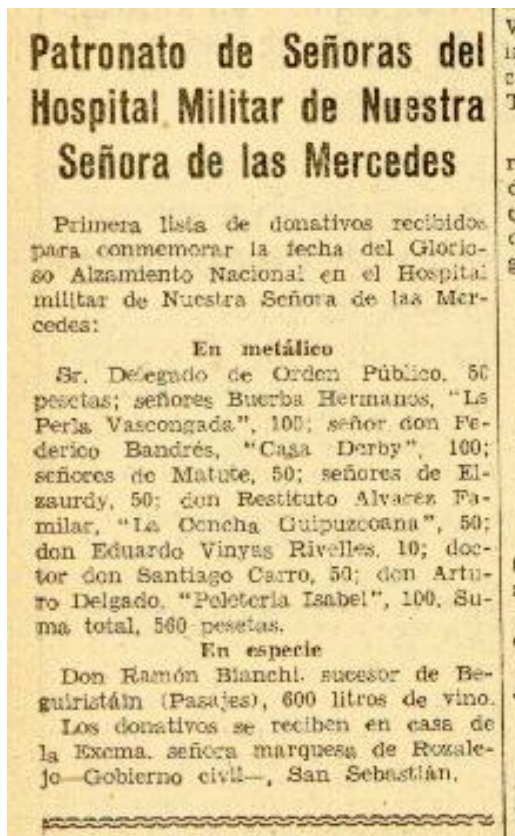 Patronato de Señoras del
Hospital Militar de Nuestra
Señora de las Mercedes
Primera lista de donativos recibidos
para conmemorar la fecha del Glorio-
so Alzamiento Nacional en el Hospital
militar de Nuestra Señora de las Mer-
cedes:
En metálico
Sr. Delegado de Orden Público, 50
pesetas; señores Buerba Hermanos, "La
Perla Vascongada", 100; señor don Fe-
derico Bandrés, "Casa Derby", 100;
señores de Matute, 50; señores de El-
zaurdy, 50; don Restituto Alvarez Fa-
milar, "La Concha Guipuzcoana", 50;
don Eduardo Vinyas Rivelles, 10; doc-
tor don Santiago Carro, 50; don Artu-
ro Delgado, "Peletería Isabel", 100. Su-
ma total, 560 pesetas.
En especie
Don Ramón Bianchi, sucesor de Be-
guiristáin (Pasajes), 600 litros de vino.
Los donativos se reciben en casa de
la Excma. señora marquesa de Rozale-
jo—Gobierno civil—, San Sebastián.